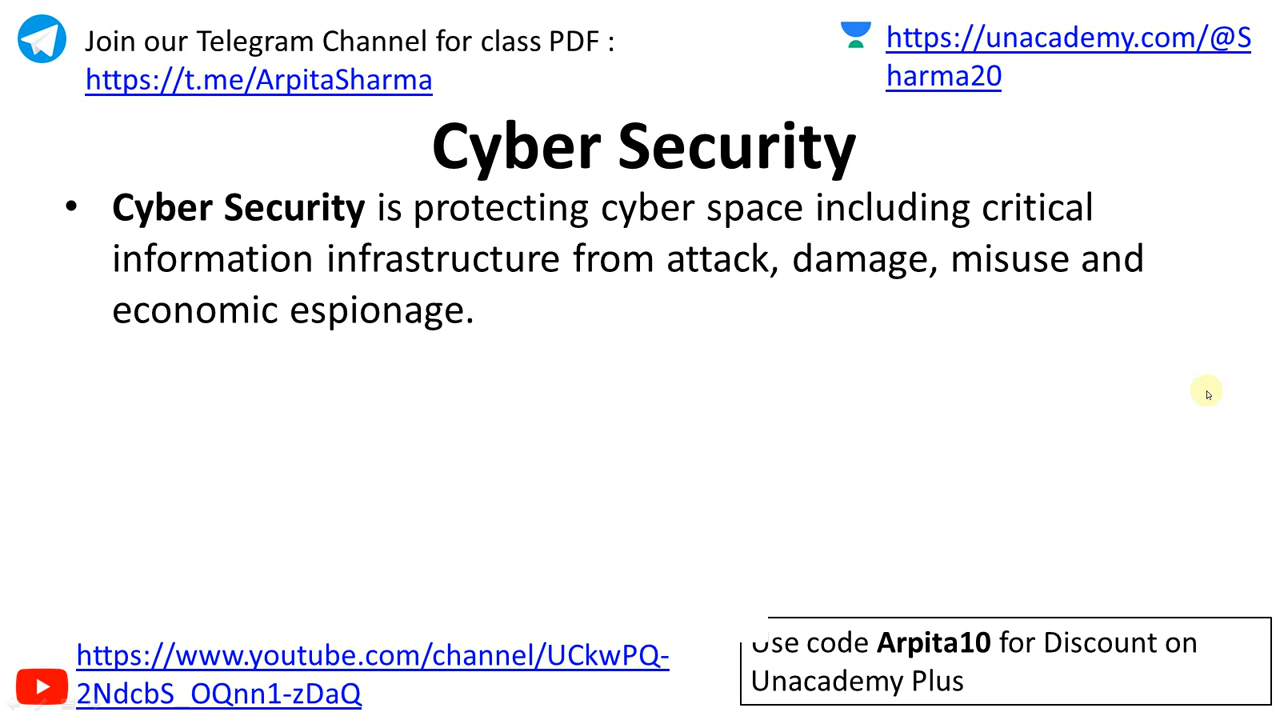 Join our Telegram Channel for class PDF :
https://t.me/ArpitaSharma
https://unacademy.com/@S
harma20
Cyber Security
• Cyber Security is protecting cyber space including critical
information infrastructure from attack, damage, misuse and
economic espionage.
https://www.youtube.com/channel/UCkwPQ-
2NdcbS_OQnn1-zDaQ
Use code Arpita10 for Discount on
Unacademy Plus